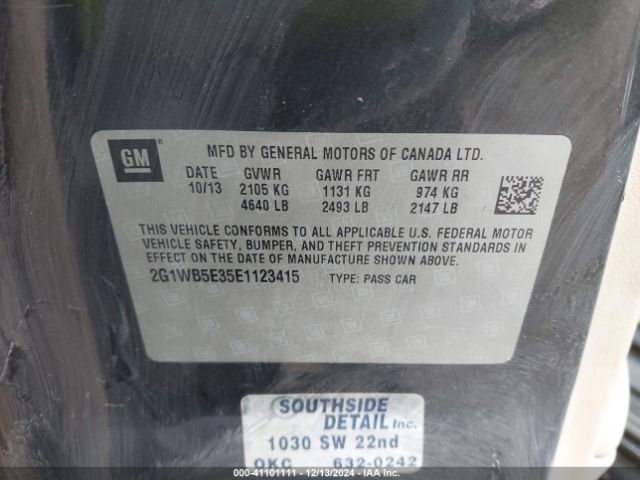 GM
MFD BY GENERAL MOTORS OF CANADA LTD.
DATE GVWR GAWR FRT GAWR RR
10/13 2105 KG 1131 KG 974 KG
4640 LB 2493 LB 2147 LB
THIS VEHICLE CONFORMS TO ALL APPLICABLE U.S. FEDERAL MOTOR
VEHICLE SAFETY, BUMPER, AND THEFT PREVENTION STANDARDS IN
EFFECT ON THE DATE OF MANUFACTURE SHOWN ABOVE.
2G1WB5E35E1123415 TYPE: PASS CAR
SOUTHSIDE
DETAIL Inc.
1030 SW 22nd
OKC 632-0242
000-41101111 - 12/13/2024 - IAAI, Inc.